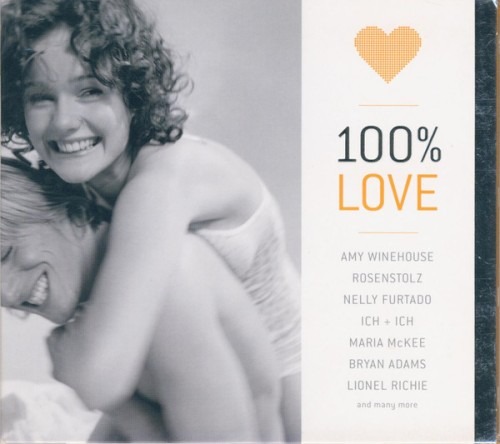 100%
LOVE
AMY WINEHOUSE
ROSENSTOLZ
NELLY FURTADO
ICH + ICH
MARIA McKEE
BRYAN ADAMS
LIONEL RICHIE
and many more